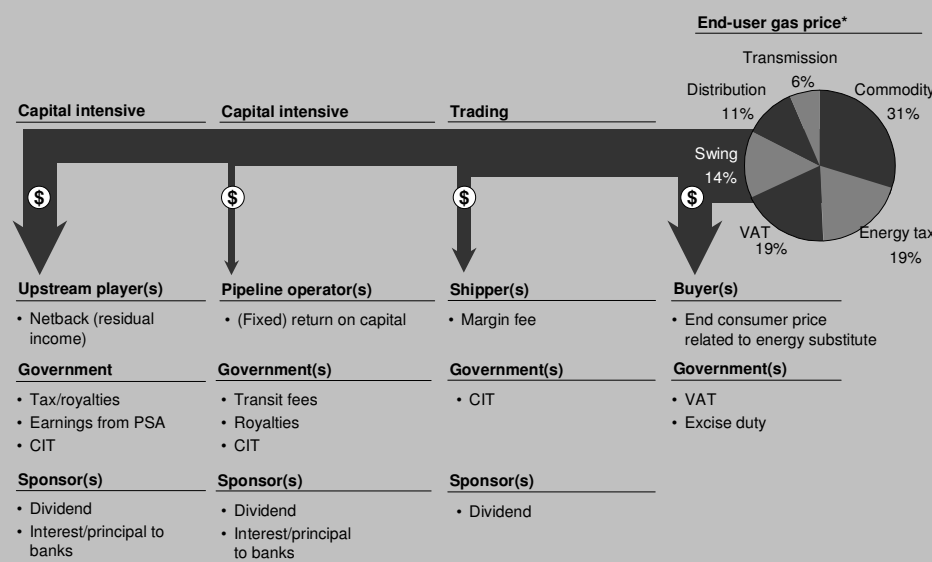 End-user gas price*
Transmission
6%
Distribution
11%
Commodity
31%
Swing
14%
VAT
19%
Energy tax
19%
Capital intensive
Capital intensive
Trading
$
$
$
$
Upstream player(s)
• Netback (residual
income)
Government
• Tax/royalties
• Earnings from PSA
• CIT
Sponsor(s)
• Dividend
• Interest/principal to
banks
Pipeline operator(s)
• (Fixed) return on capital
Government(s)
• Transit fees
• Royalties
• CIT
Sponsor(s)
• Dividend
• Interest/principal
to banks
Shipper(s)
• Margin fee
Government(s)
• CIT
Sponsor(s)
• Dividend
Buyer(s)
• End consumer price
related to energy substitute
Government(s)
• VAT
• Excise duty